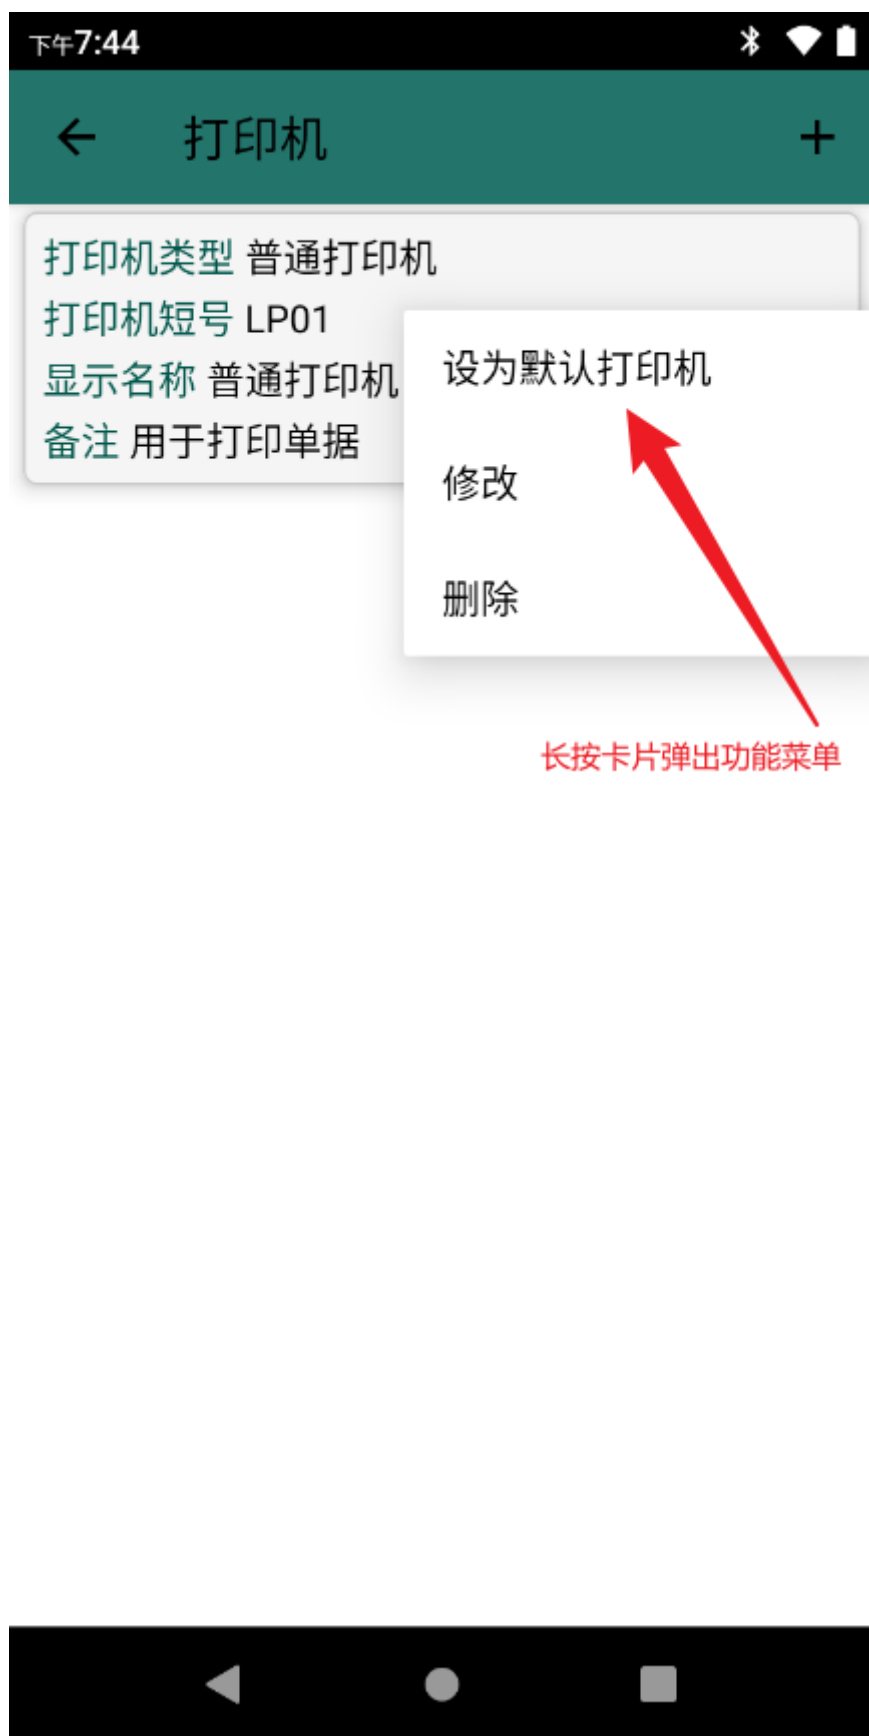 下午7:44
打印机
打印机类型 普通打印机
打印机短号 LP01
显示名称 普通打印机
备注 用于打印单据
设为默认打印机
修改
删除
长按卡片弹出功能菜单